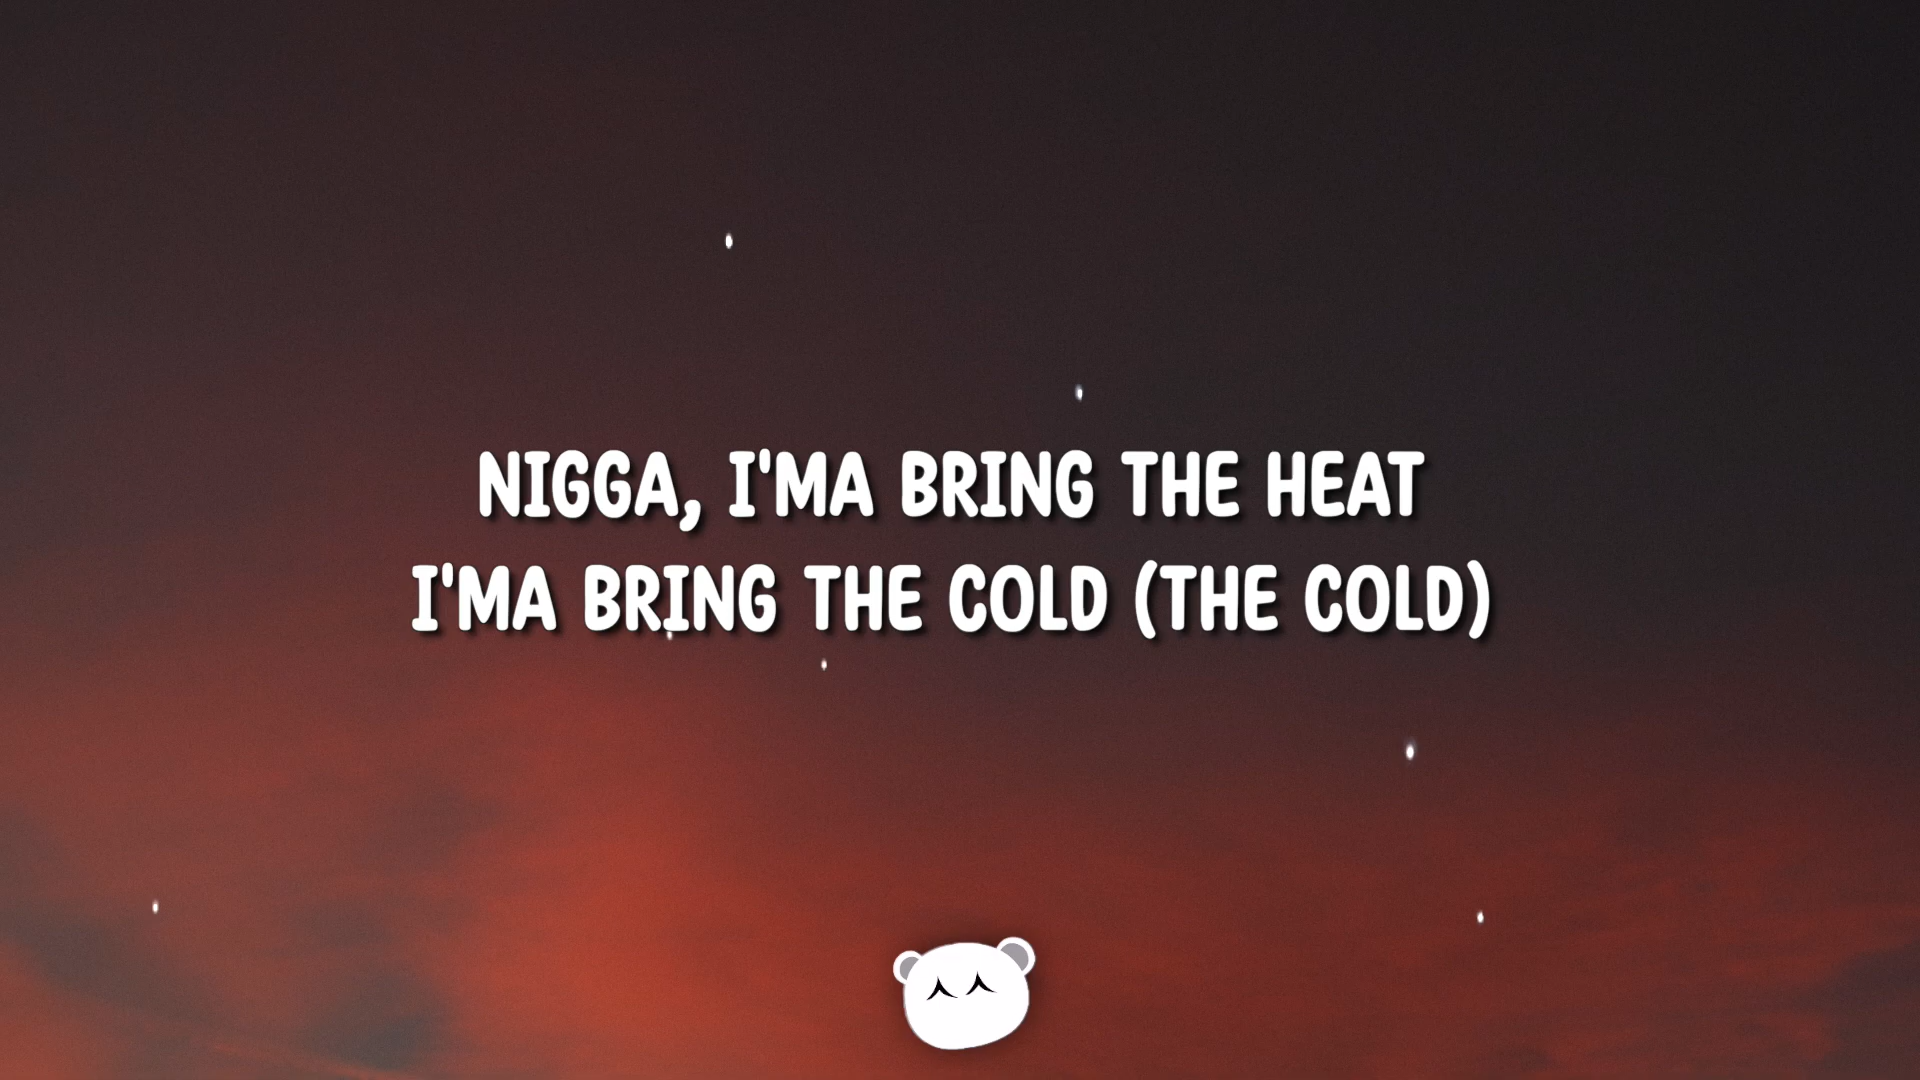 NIGGA, I'MA BRING THE HEAT
I'MA BRING THE COLD (THE COLD)